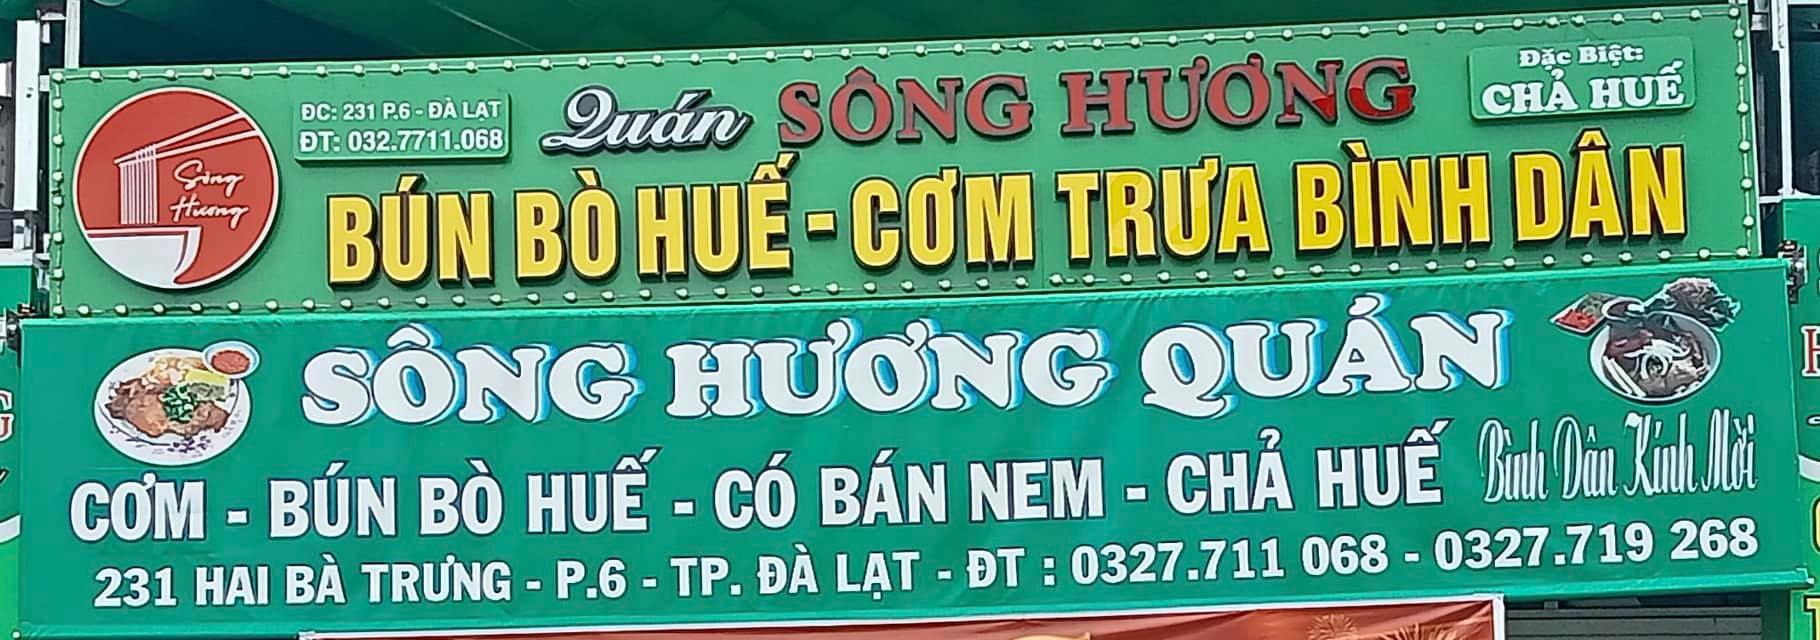 Sông
Hương
ĐC: 231 P.6 - ĐÀ LẠT
ĐT: 032.7711.068
Quán SÔNG HƯƠNG
Đặc Biệt:
CHẢ HUẾ
BÚN BÒ HUẾ - CƠM TRƯA BÌNH DÂN
SÔNG HƯƠNG QUÁN
CƠM - BÚN BÒ HUẾ - CÓ BÁN NEM - CHẢ HUẾ
Bình Dân Kính Mời
231 HAI BÀ TRƯNG - P.6 - TP. ĐÀ LẠT - ĐT : 0327.711 068 - 0327.719 268